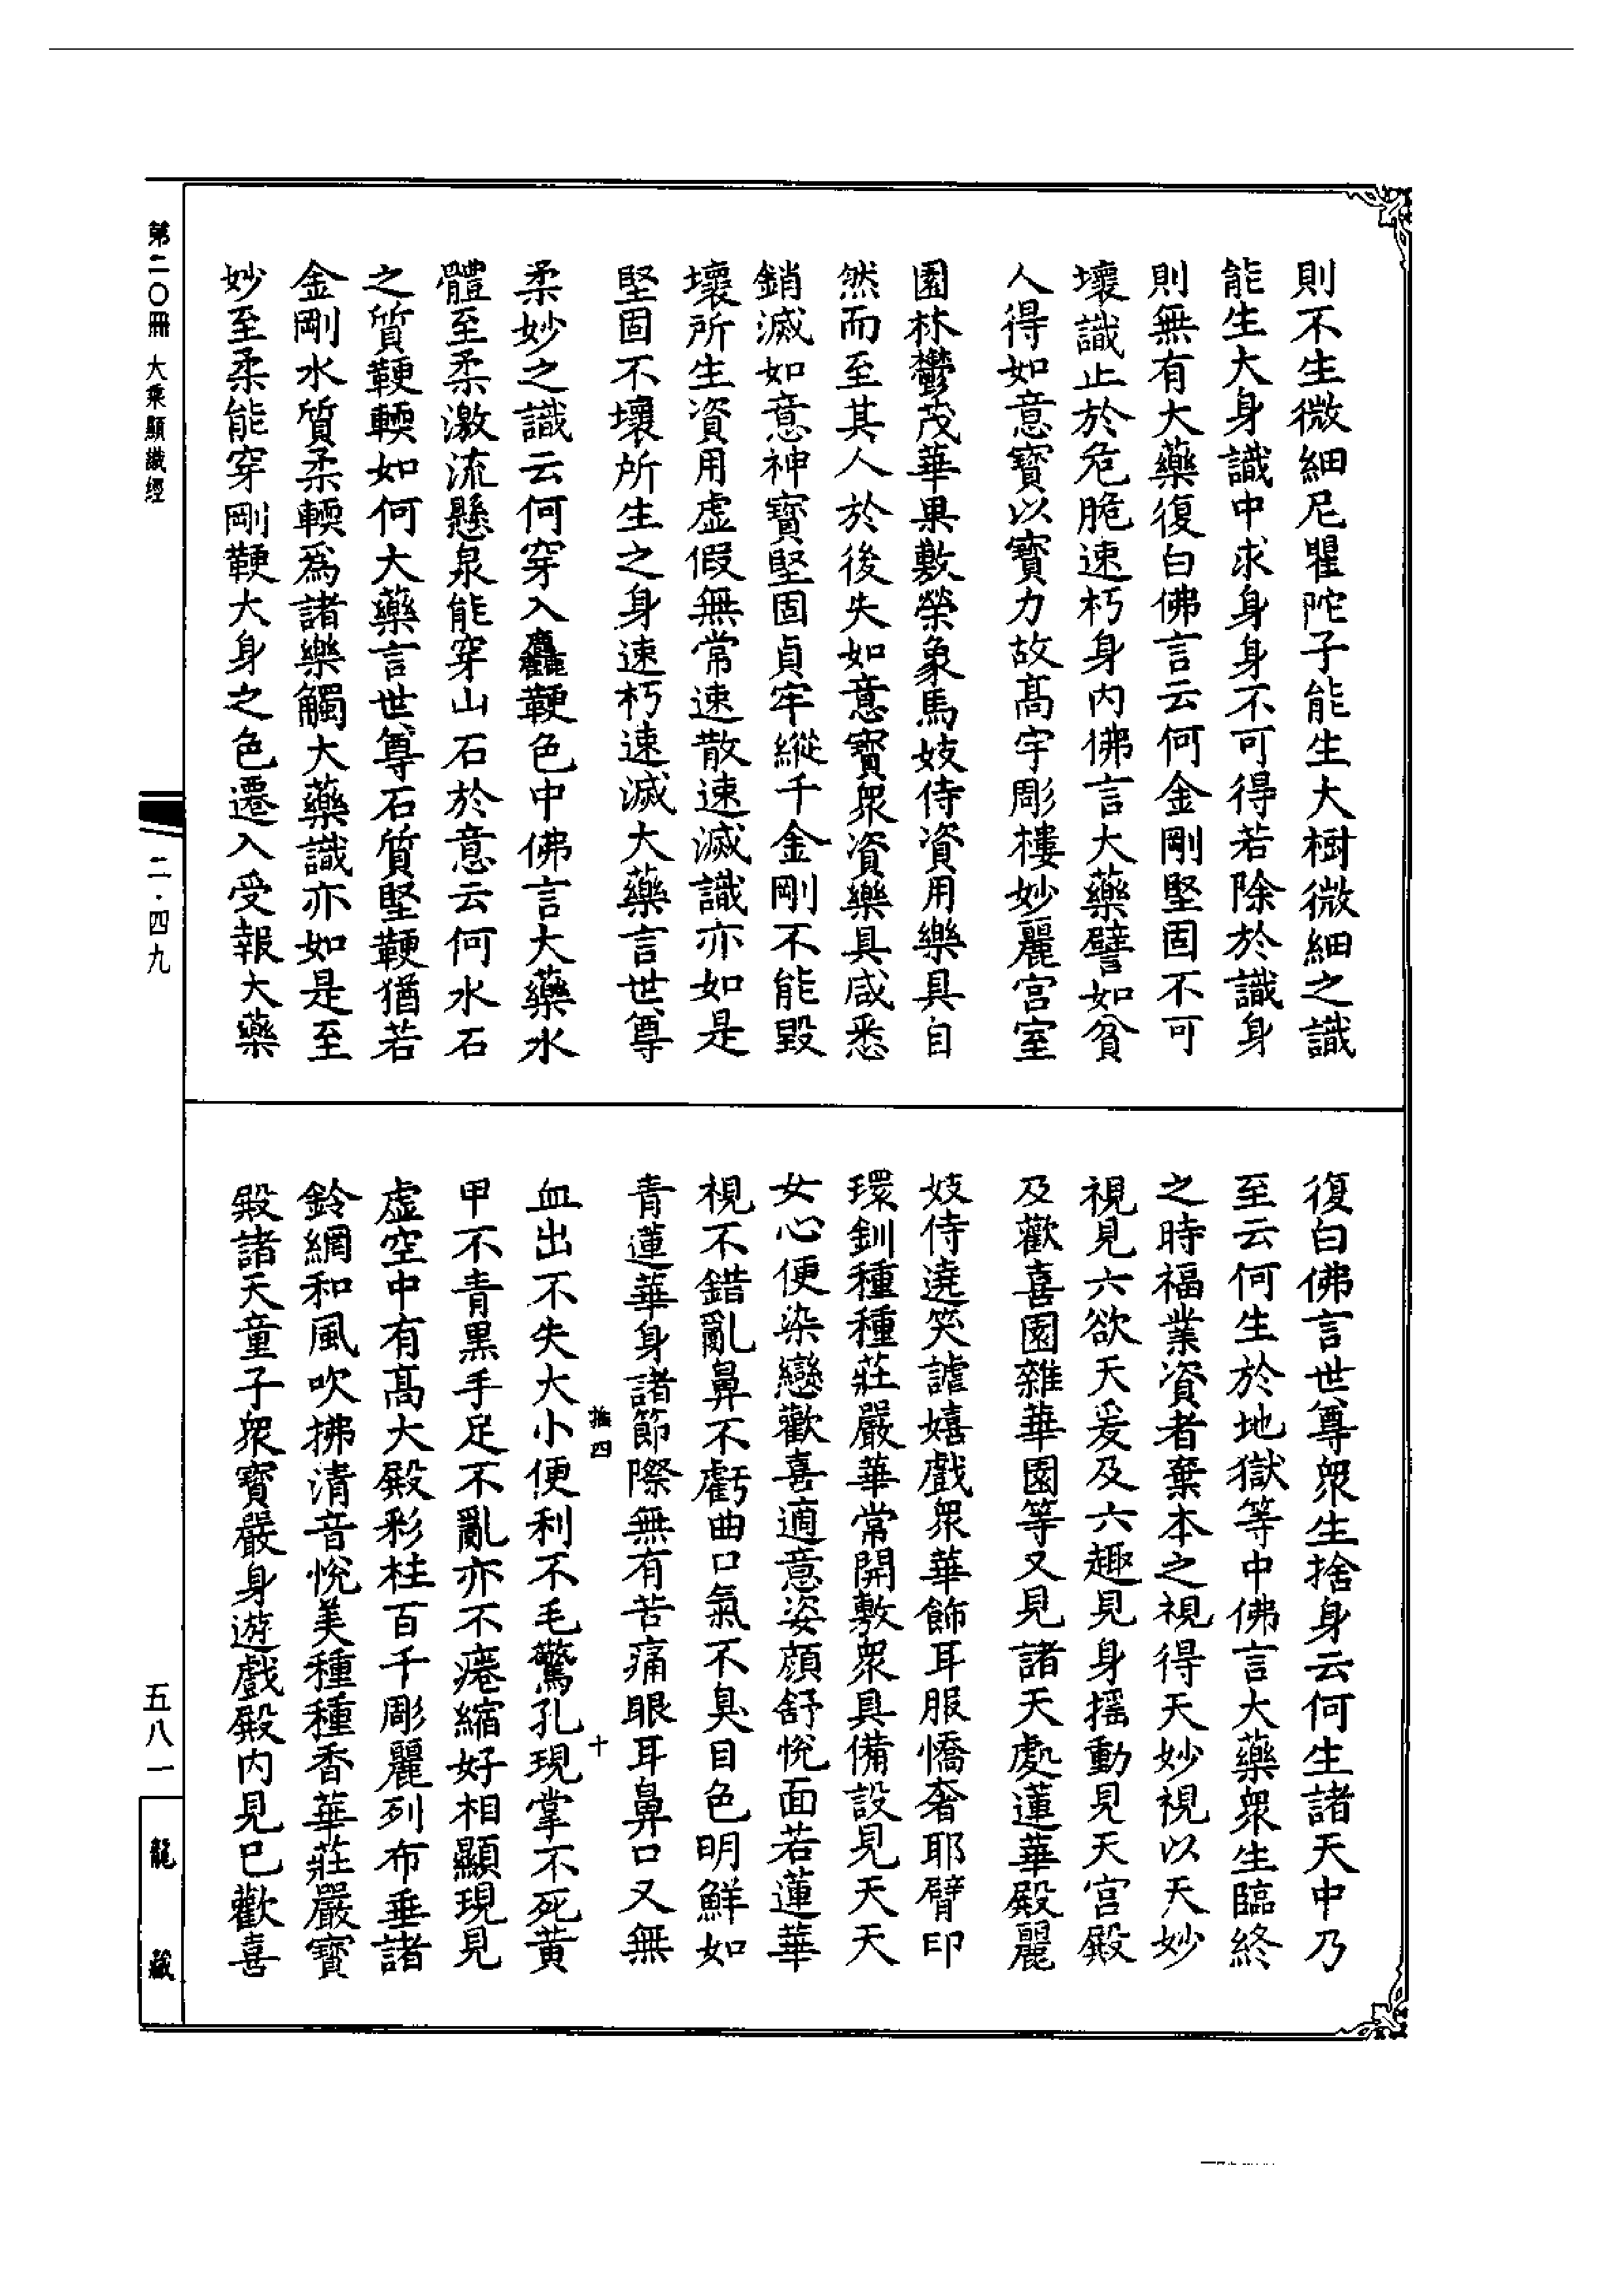 則不生微細尼瞿陀子能生大樹微細之識
能生大身識中求身身不可得若除於識身
則無有大藥復白佛言云何金剛堅固不可
壞識止於危脆速朽身內佛言大藥譬如貧
人得如意寶以寶力故高宇彫樓妙麗宮室
園林欝茂華果敷榮象馬妓侍資用樂具自
然而至其人於後失如意寶衆資樂具咸悉
銷滅如意神寶堅固貞牢縱千金剛不能毀
壞所生資用虛假無常速散速滅識亦如是
堅固不壞所生之身速朽速滅大藥言世尊
柔妙之識云何穿入麤鞕色中佛言大藥水
體至柔激流懸泉能穿山石於意云何水石
之質鞕輭如何大藥言世尊石質堅鞕猶若
金剛水質柔輭爲諸樂觸大藥識亦如是至
妙至柔能穿剛鞕大身之色遷入受報大藥
復白佛言世尊衆生捨身云何生諸天中乃
至云何生於地獄等中佛言大藥衆生臨終
之時福業資者棄本之視得天妙視以天妙
視見六欲天爰及六趣見身搖動見天宮殿
及歡喜園雜華園等又見諸天處蓮華殿麗
妓侍遶笑謔嬉戲衆華飾耳服憍奢耶臂印
環釧種種莊嚴華常開敷衆具備設見天天
女心便染戀歡喜適意姿顔舒悅面若蓮華
視不錯亂鼻不虧曲口氣不臭目色明鮮如
青蓮華身諸節際無有苦痛眼耳鼻口又無
血出不失大小便利不毛驚孔現掌不死黃
甲不青黑手足不亂亦不痿縮好相顯現見
虛空中有高大殿彩柱百千彫麗列布垂諸
鈴網和風吹拂清音悅美種種香華莊嚴寶
殿諸天童子衆寶嚴身遊戲殿內見已歡喜
四
十
第二〇冊 大乘顯識經
二·四九
五八一
龍藏